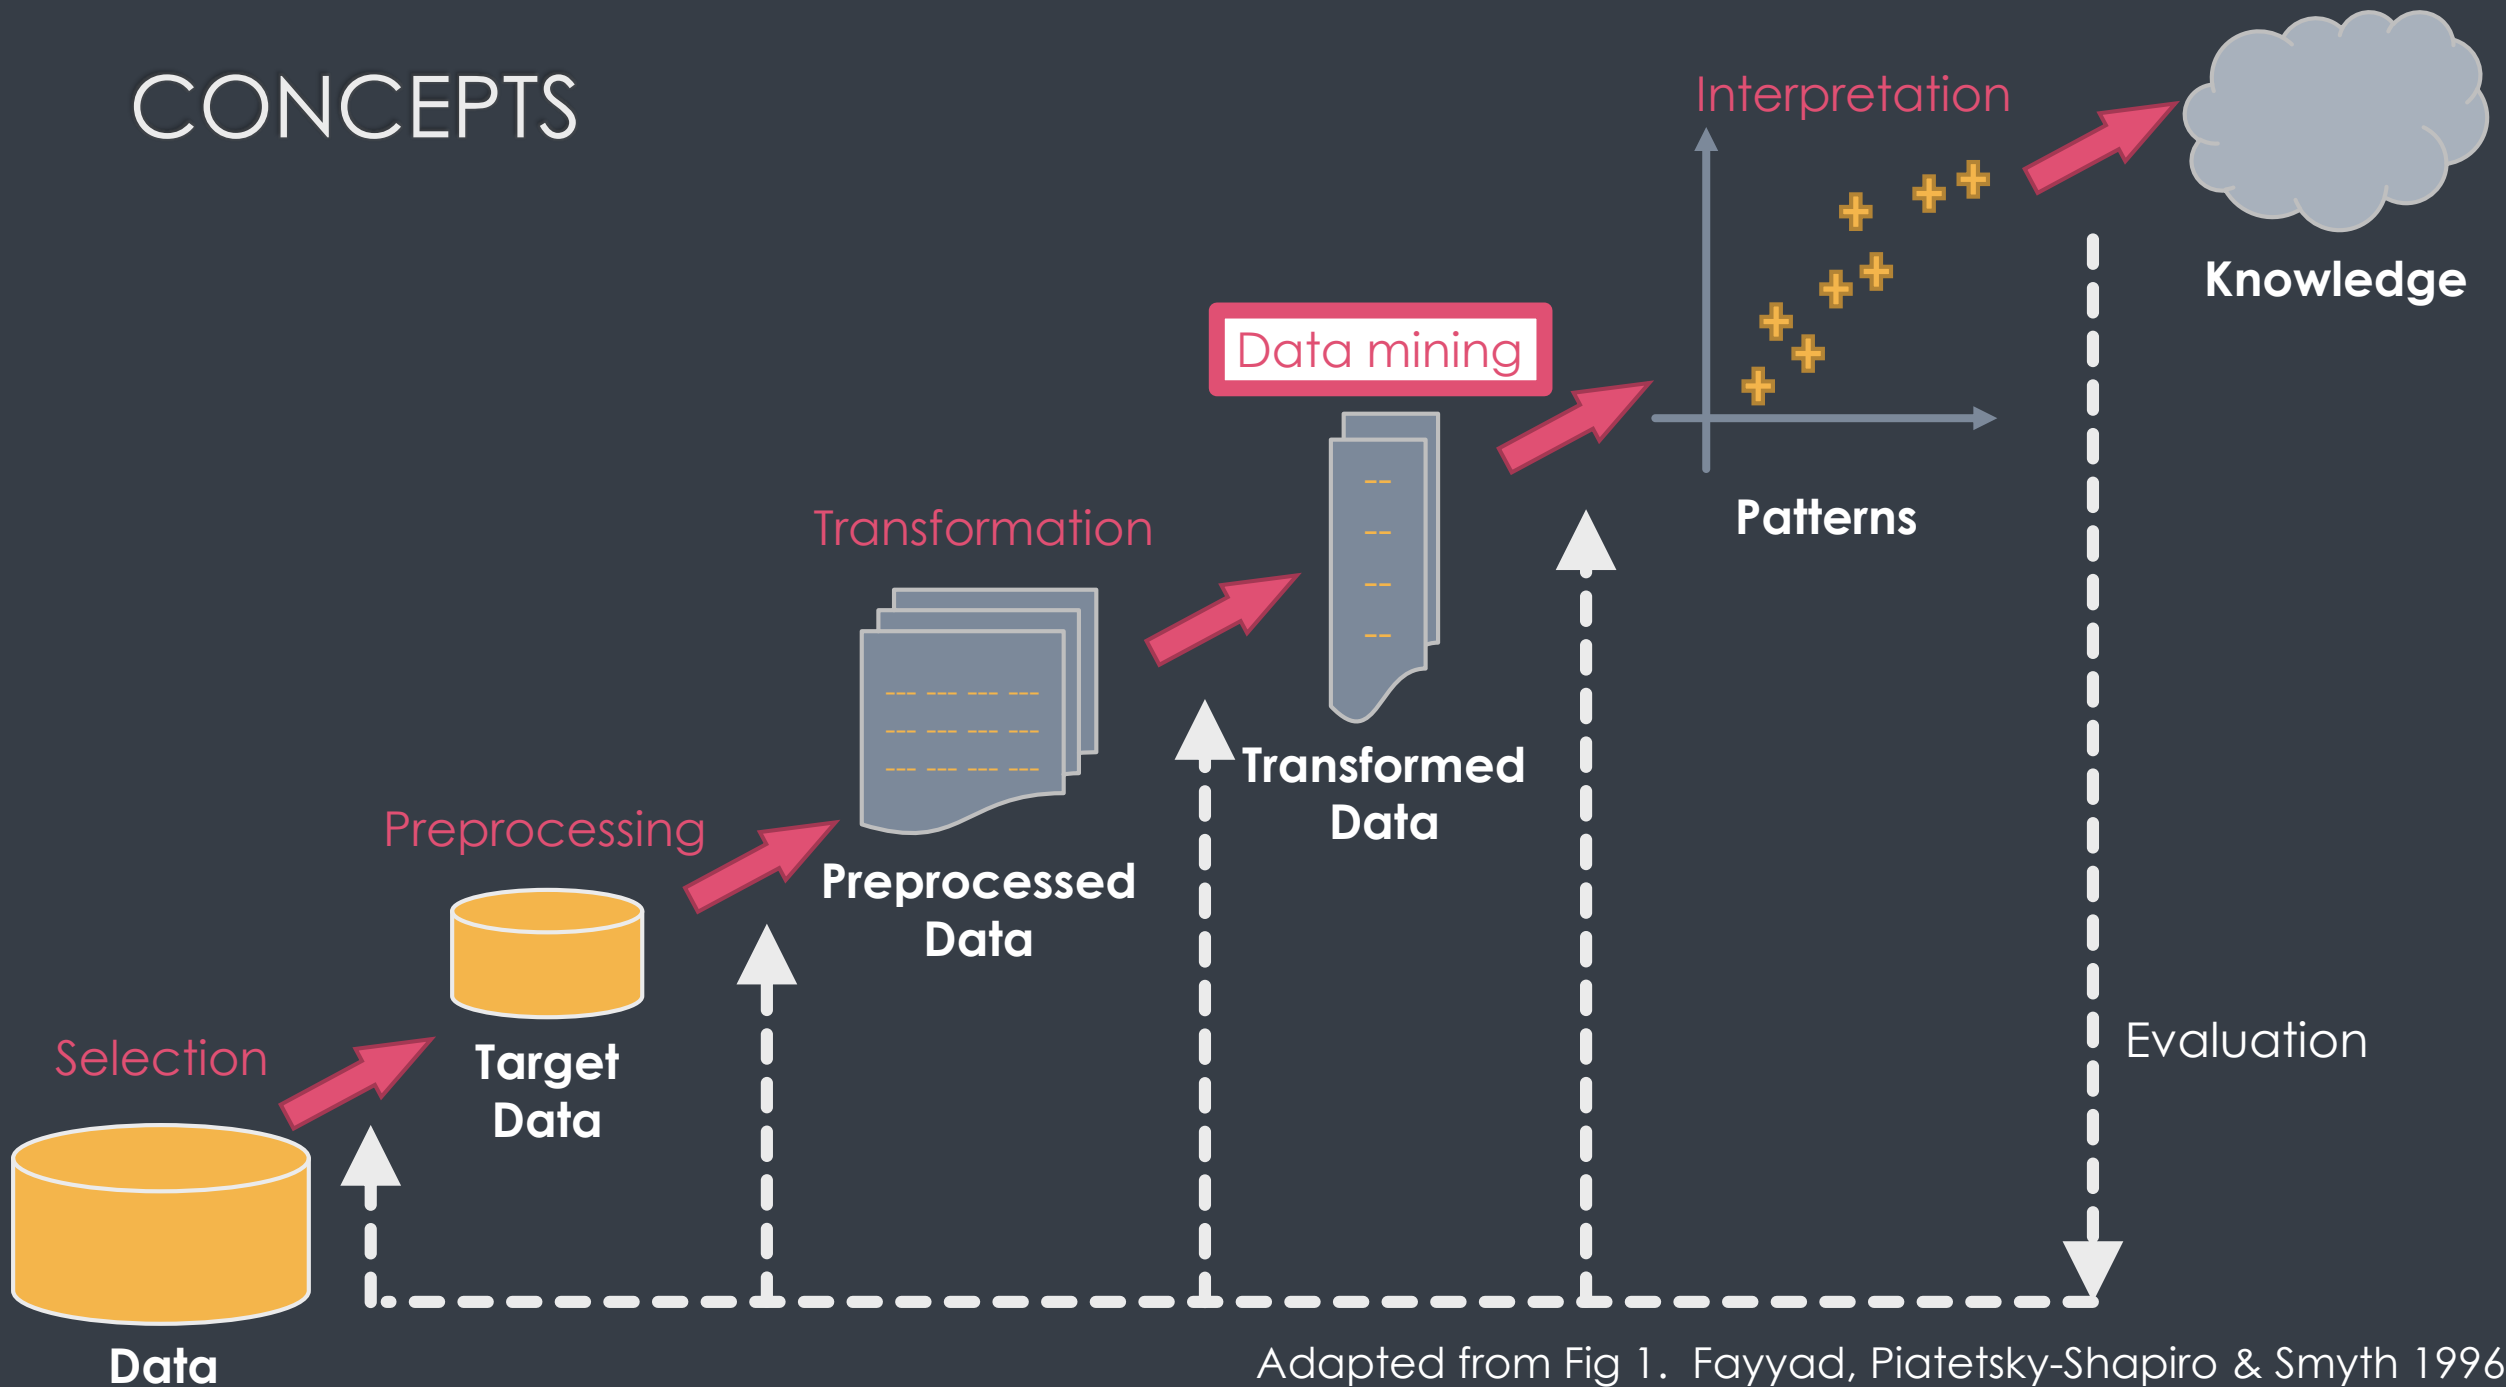 CONCEPTS
Interpretation
Knowledge
Data mining
Patterns
Transformation
Transformed
Data
Preprocessing
Preprocessed
Data
Selection
Target
Data
Evaluation
Data
Adapted from Fig 1. Fayyad, Piatetsky-Shapiro & Smyth 1996